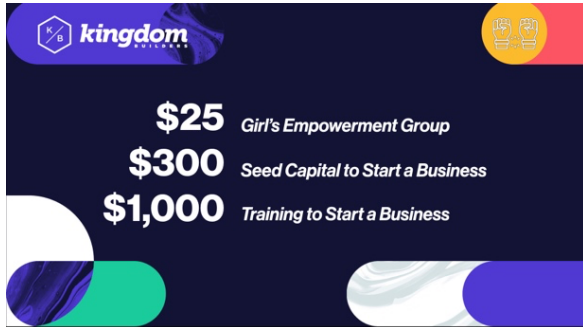 K
B
kingdom
BUILDERS
$25 Girl's Empowerment Group
$300 Seed Capital to Start a Business
$1,000 Training to Start a Business